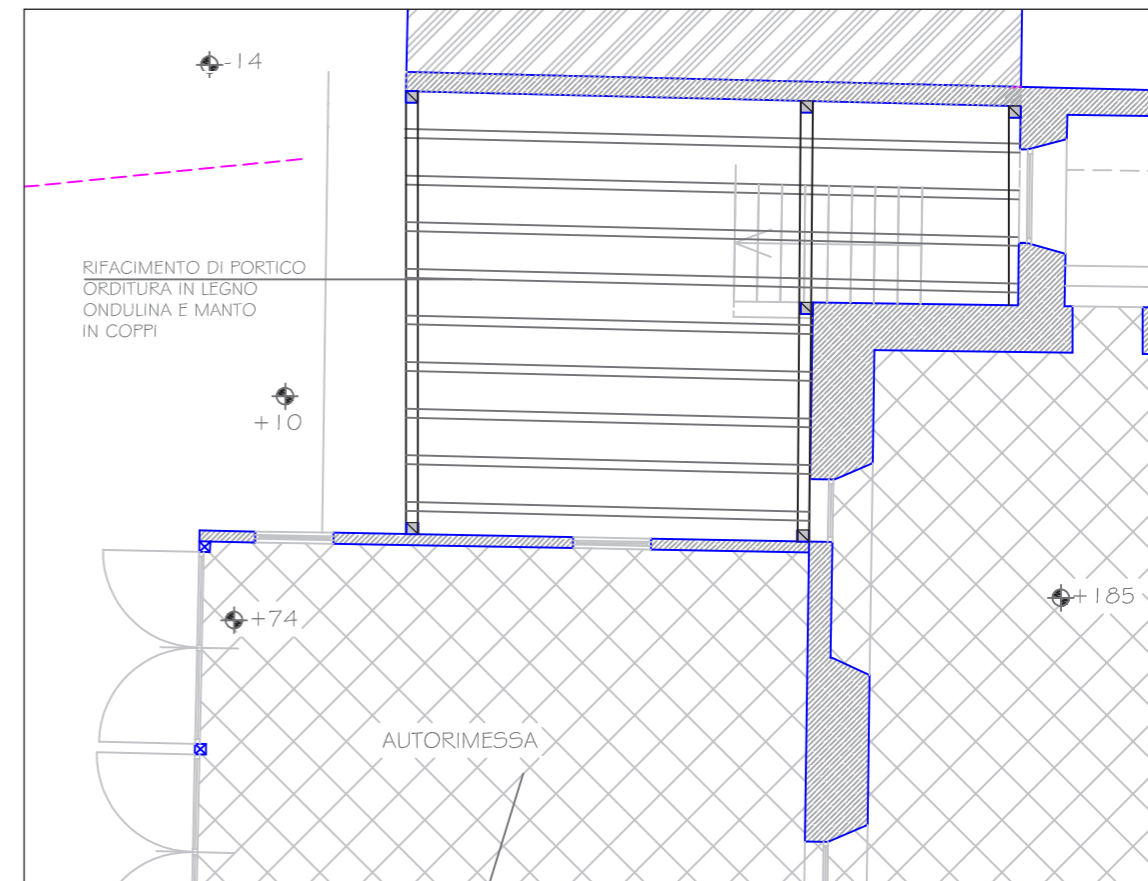 -14
RIFACIMENTO DI PORTICO
ORDITURA IN LEGNO
ONDULINA E MANTO
IN COPPI
+10
+185
+74
AUTORIMESSA